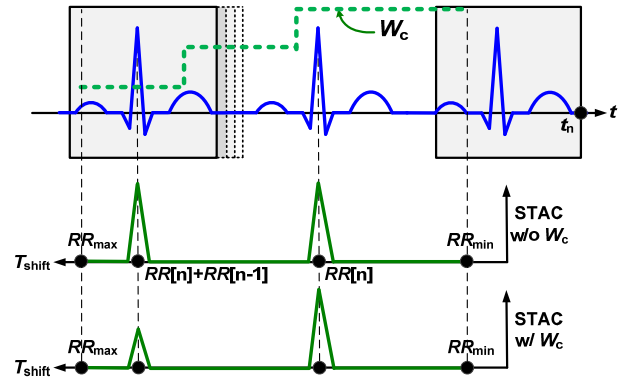 Wc
tn
t
STAC
w/o Wc
RRmax
RRmin
Tshift
RR[n]+RR[n-1]
RR[n]
STAC
w/ Wc
RRmax
RRmin
Tshift